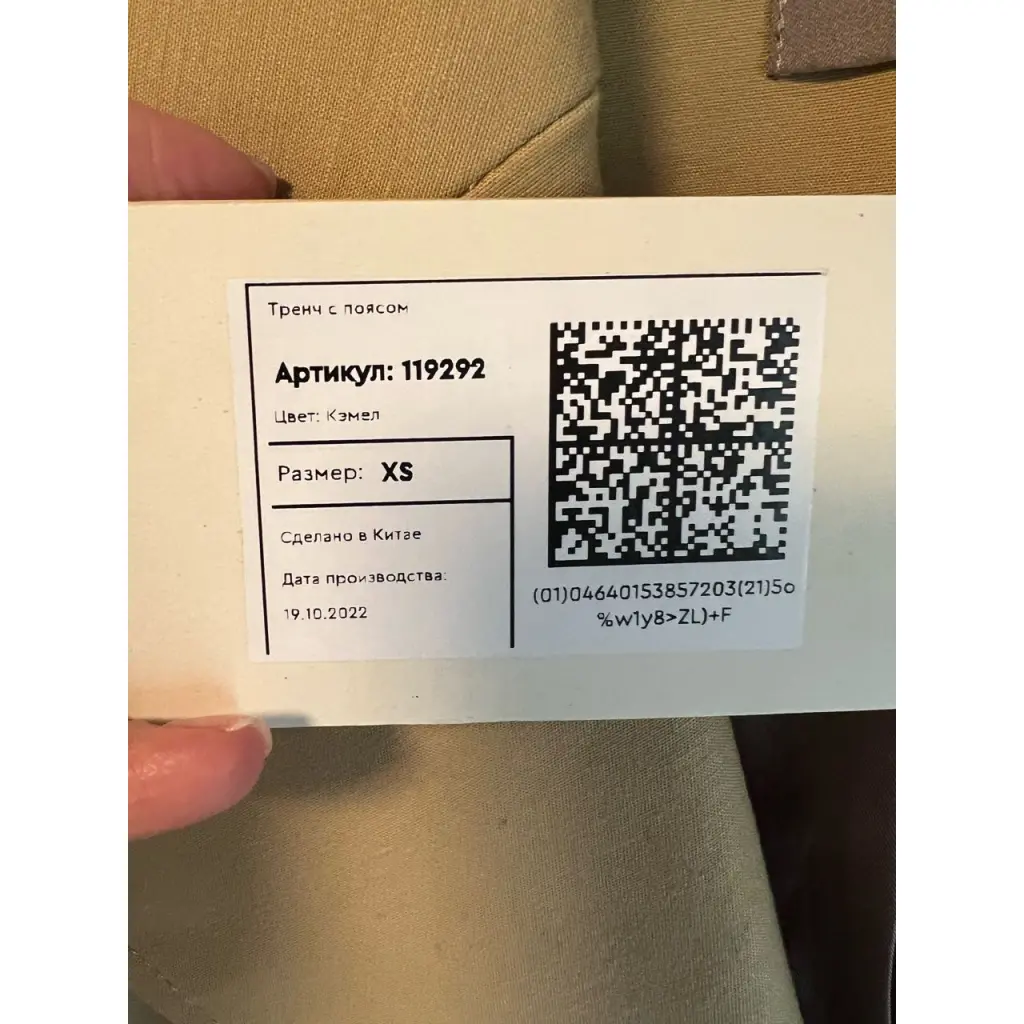 Тренч с поясом
Артикул: 119292
Цвет: Кэмел
Размер: XS
Сделано в Китае
Дата производства:
19.10.2022
(01)04640153857203(21)5o
%w1y8>ZL)+F